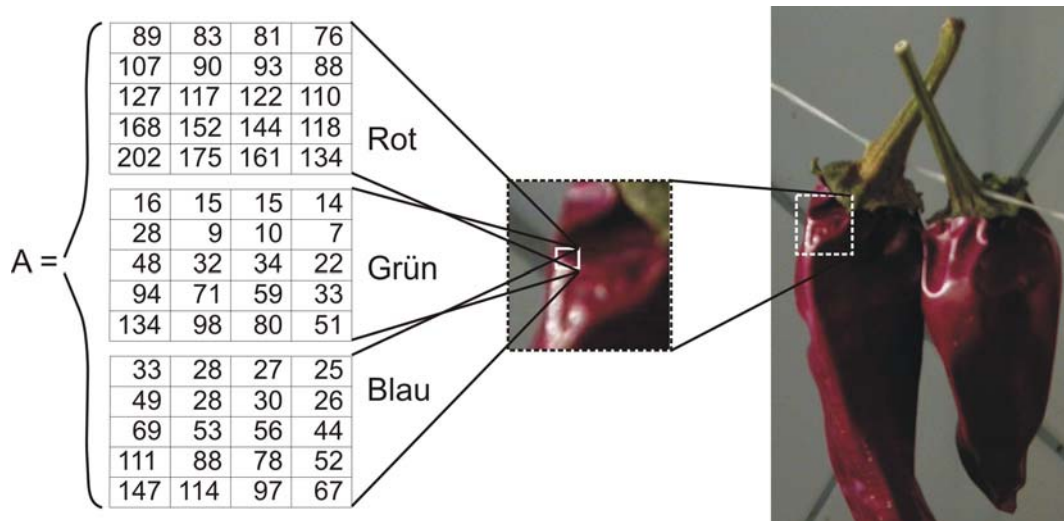 89 83 81 76
107 90 93 88
127 117 122 110
168 152 144 118
202 175 161 134
Rot
A =
16 15 15 14
28 9 10 7
48 32 34 22
94 71 59 33
134 98 80 51
Grün
33 28 27 25
49 28 30 26
69 53 56 44
111 88 78 52
147 114 97 67
Blau